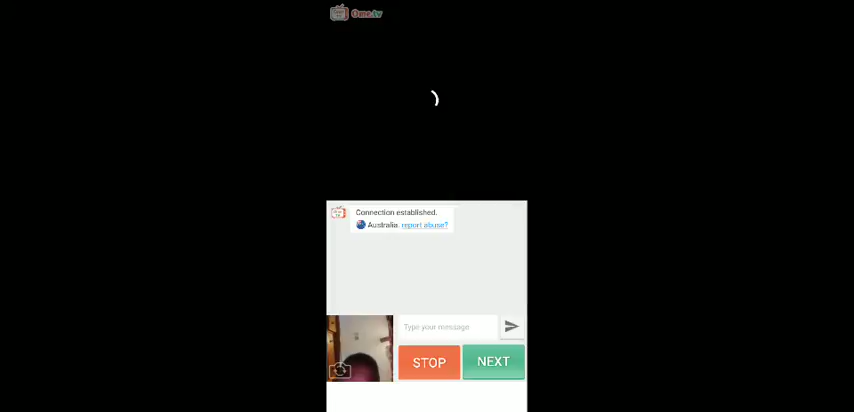 Ome.tv
Connection established.
Australia. report abuse?
Type your message
STOP
NEXT